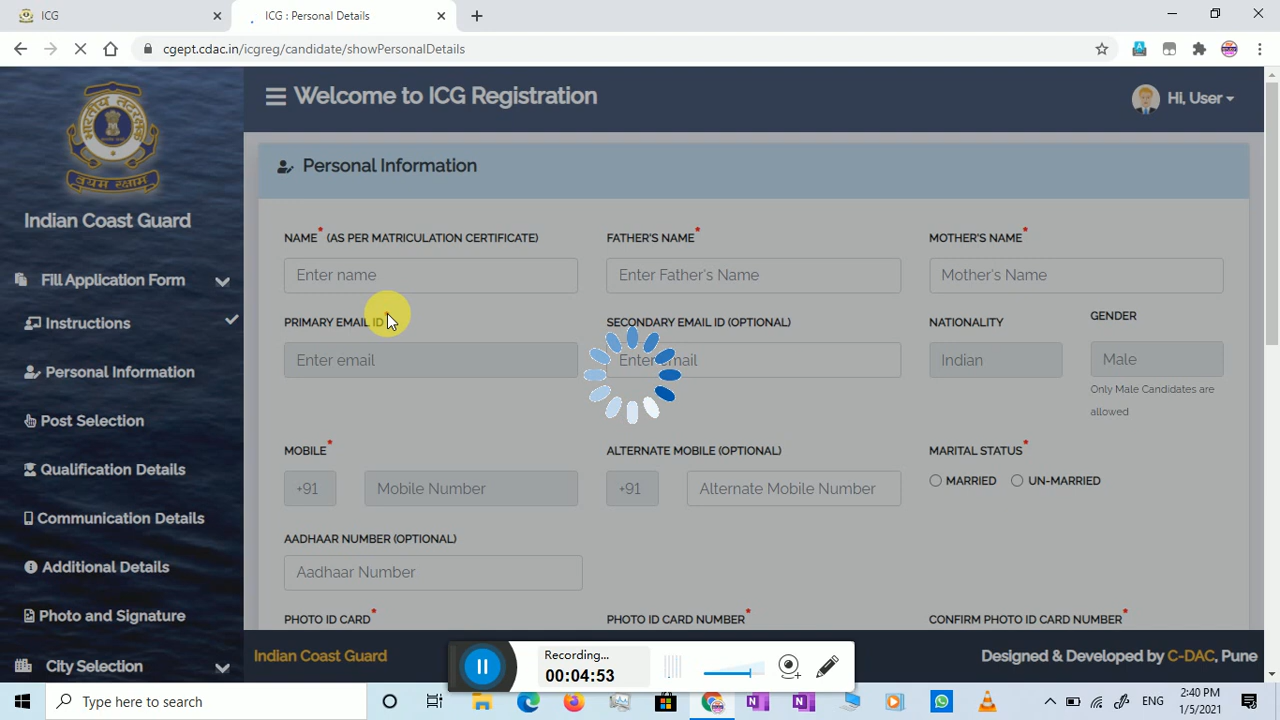 ICG
ICG : Personal Details
cgept.cdac.in/icgreg/candidate/showPersonalDetails
भारतीय तटरक्षक
वयम रक्षामः
Indian Coast Guard
Fill Application Form
Instructions
Personal Information
Post Selection
Qualification Details
Communication Details
Additional Details
Photo and Signature
City Selection
Welcome to ICG Registration
Hi, User
Personal Information
NAME* (AS PER MATRICULATION CERTIFICATE)
FATHER'S NAME*
MOTHER'S NAME*
Enter name
Enter Father's Name
Mother's Name
PRIMARY EMAIL ID
SECONDARY EMAIL ID (OPTIONAL)
NATIONALITY
GENDER
Enter email
Enter email
Indian
Male
Only Male Candidates are
allowed
MOBILE*
ALTERNATE MOBILE (OPTIONAL)
MARITAL STATUS*
+91
Mobile Number
+91
Alternate Mobile Number
MARRIED
UN-MARRIED
AADHAAR NUMBER (OPTIONAL)
Aadhaar Number
PHOTO ID CARD*
PHOTO ID CARD NUMBER*
CONFIRM PHOTO ID CARD NUMBER*
Indian Coast Guard
Designed & Developed by C-DAC, Pune
Recording...
00:04:53
Type here to search
ENG
2:40 PM
1/5/2021